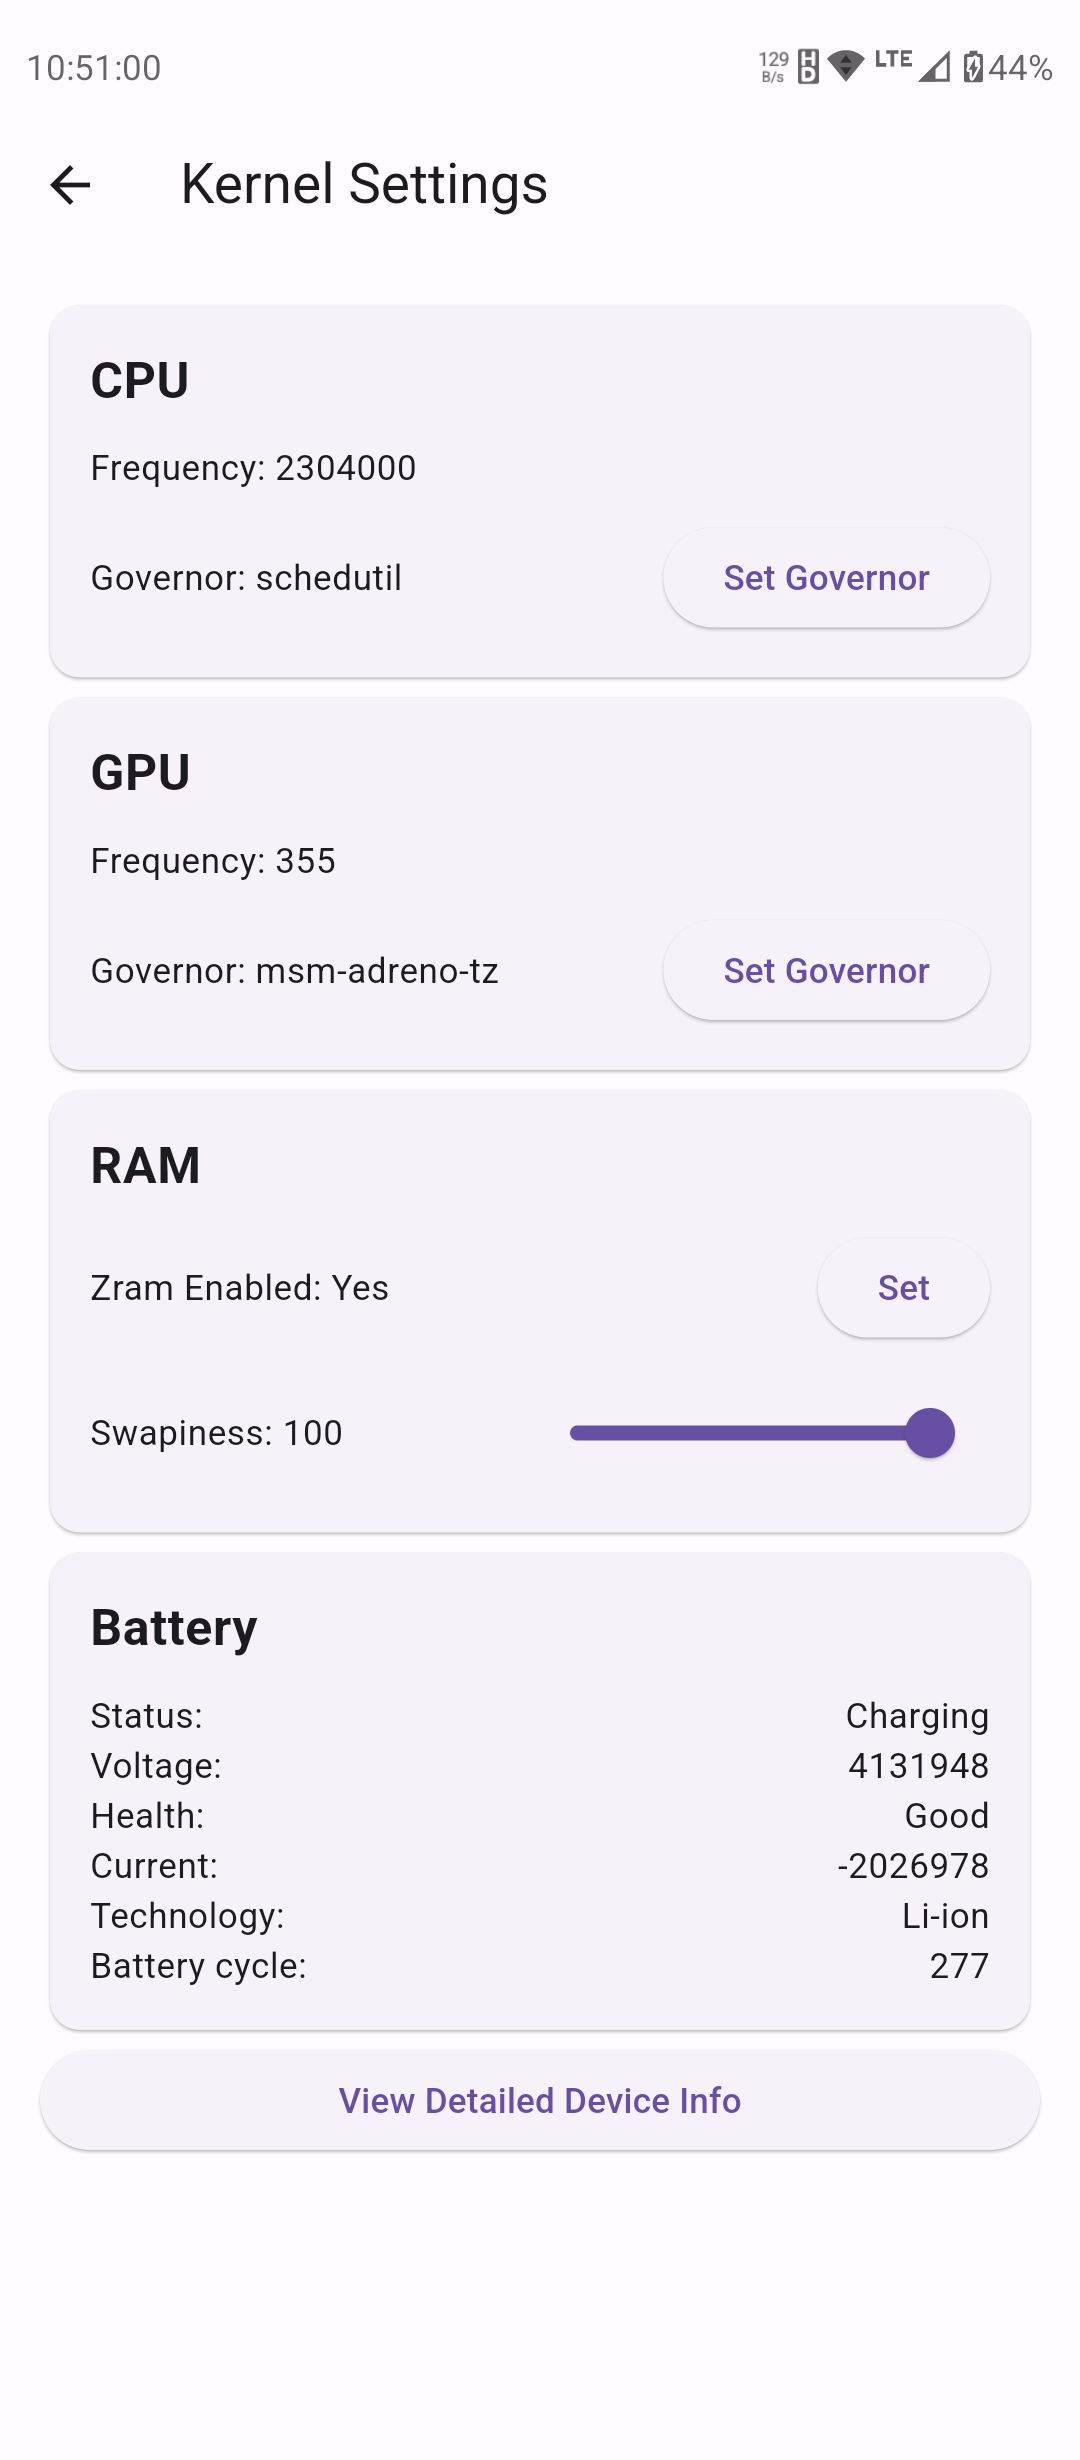 10:51:00 129 B/s HD LTE 44%
Kernel Settings
CPU
Frequency: 2304000
Governor: schedutil Set Governor
GPU
Frequency: 355
Governor: msm-adreno-tz Set Governor
RAM
Zram Enabled: Yes Set
Swapiness: 100
Battery
Status: Charging
Voltage: 4131948
Health: Good
Current: -2026978
Technology: Li-ion
Battery cycle: 277
View Detailed Device Info